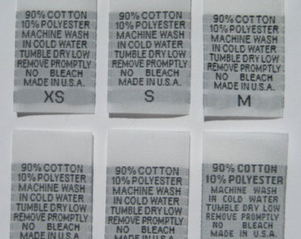 90% COTTON
10% POLYESTER
MACHINE WASH
IN COLD WATER
TUMBLE DRY LOW
REMOVE PROMPTLY
NO BLEACH
MADE IN U.S.A.
XS
90% COTTON
10% POLYESTER
MACHINE WASH
IN COLD WATER
TUMBLE DRY LOW
REMOVE PROMPTLY
NO BLEACH
MADE IN U.S.A.
S
90% COTTON
10% POLYESTER
MACHINE WASH
IN COLD WATER
TUMBLE DRY LOW
REMOVE PROMPTLY
NO BLEACH
MADE IN U.S.A.
M
90% COTTON
10% POLYESTER
MACHINE WASH
IN COLD WATER
TUMBLE DRY LOW
REMOVE PROMPTLY
NO BLEACH
MADE IN U.S.A.
90% COTTON
10% POLYESTER
MACHINE WASH
IN COLD WATER
TUMBLE DRY LOW
REMOVE PROMPTLY
NO BLEACH
MADE IN U.S.A.
90% COTTON
10% POLYESTER
MACHINE WASH
IN COLD WATER
TUMBLE DRY LOW
REMOVE PROMPTLY
NO BLEACH
MADE IN U.S.A.